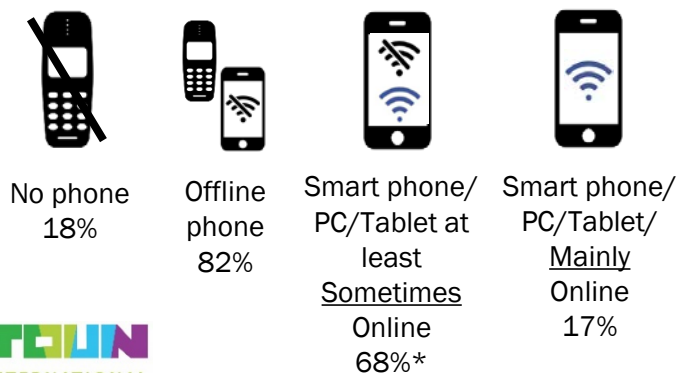 No phone
18%
Offline
phone
82%
Smart phone/
PC/Tablet at
least
Sometimes
Online
68%*
Smart phone/
PC/Tablet/
Mainly
Online
17%